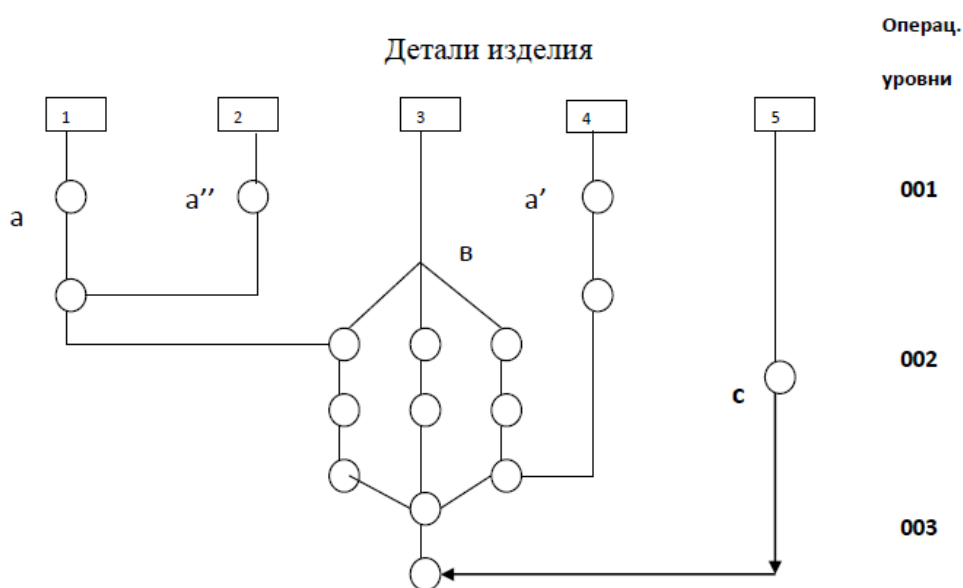 Операц.
уровни
Детали изделия
1 2 3 4 5
а а’’ а’ 001
в
002
с
003